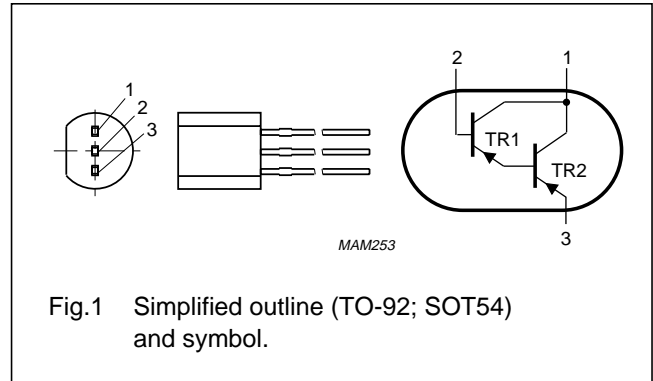 1
2
3
2
1
TR1
TR2
3
MAM253
Fig.1 Simplified outline (TO-92; SOT54)
and symbol.